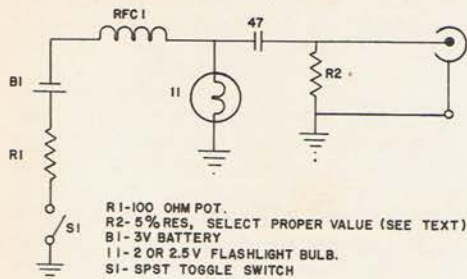 RFC1
47
B1
I1
R2
R1
S1
R1-100 OHM POT.
R2-5% RES, SELECT PROPER VALUE (SEE TEXT)
B1-3V BATTERY
I1-2 OR 2.5V FLASHLIGHT BULB.
S1- SPST TOGGLE SWITCH